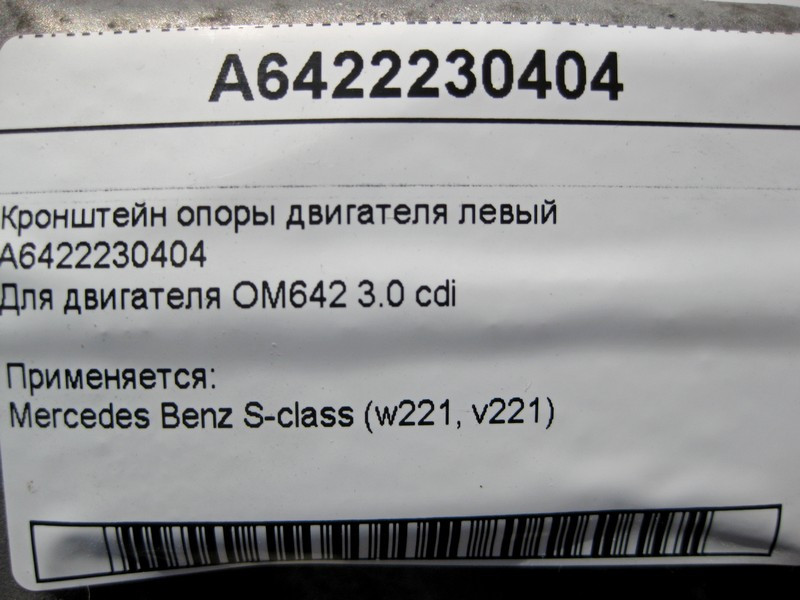 A6422230404
Кронштейн опоры двигателя левый
A6422230404
Для двигателя OM642 3.0 cdi
Применяется:
Mercedes Benz S-class (w221, v221)